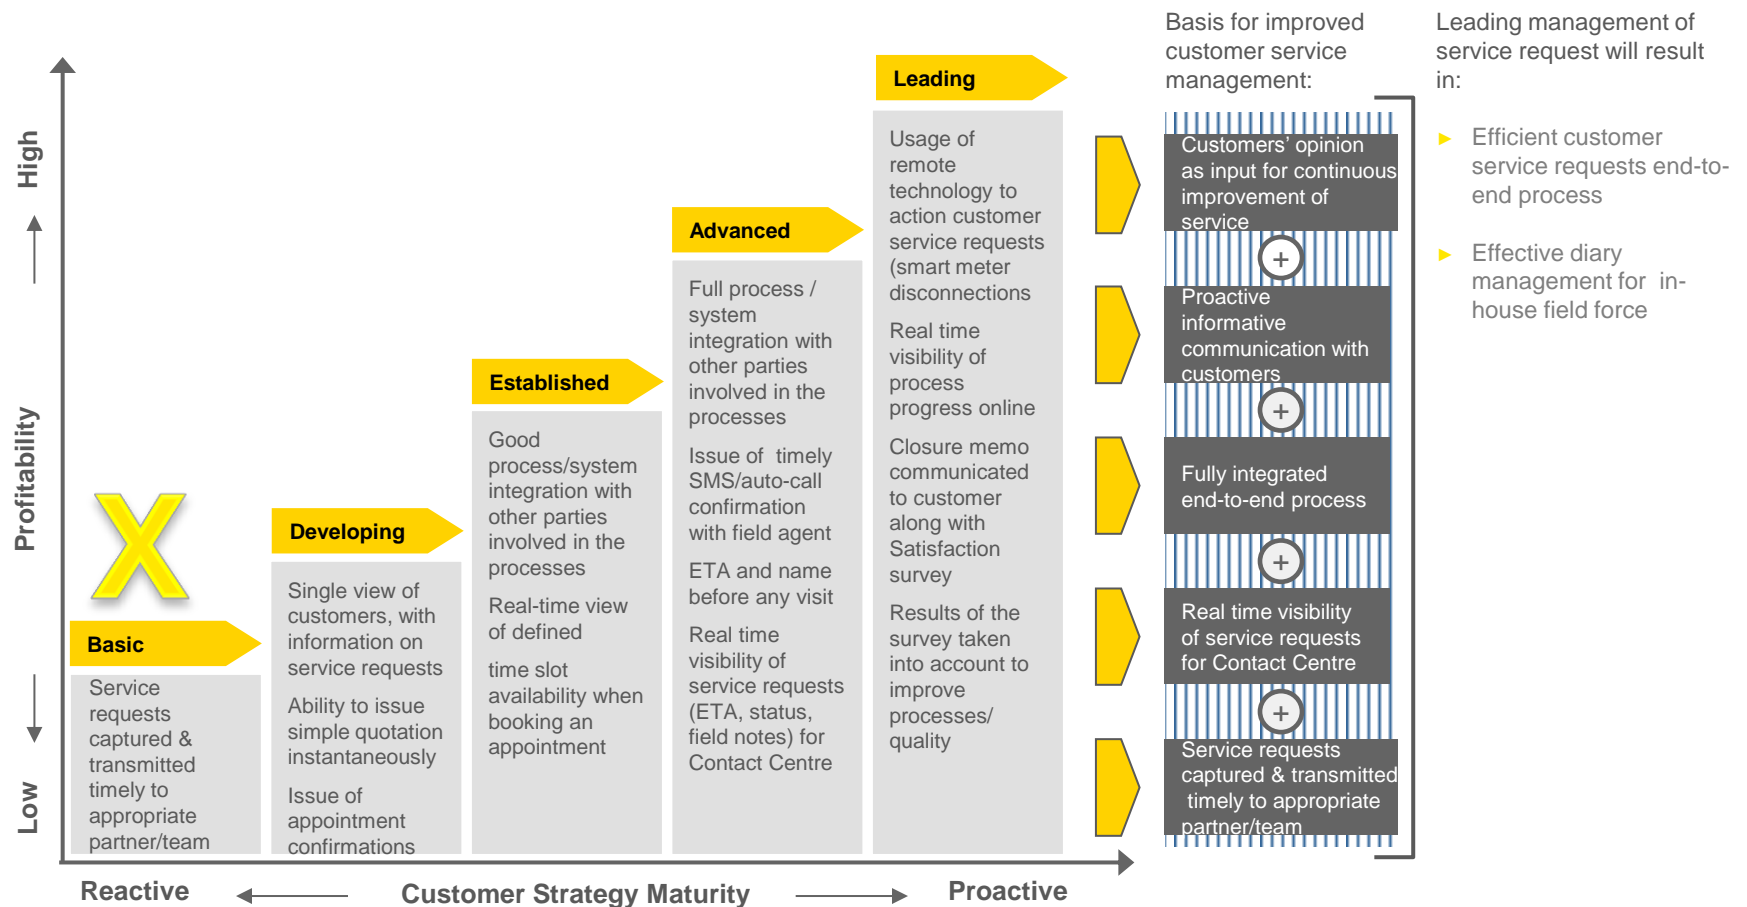 Basis for improved
customer service
management:
Leading management of
service request will result
in:
Leading
Usage of
remote
technology to
action customer
service requests
(smart meter
disconnections
Real time
visibility of
process
progress online
Closure memo
communicated
to customer
along with
Satisfaction
survey
Results of the
survey taken
into account to
improve
processes/
quality
Advanced
Full process /
system
integration with
other parties
involved in the
processes
Issue of timely
SMS/auto-call
confirmation
with field agent
ETA and name
before any visit
Real time
visibility of
service requests
(ETA, status,
field notes) for
Contact Centre
Established
Good
process/system
integration with
other parties
involved in the
processes
Real-time view
of defined
time slot
availability when
booking an
appointment
Developing
Single view of
customers, with
information on
service requests
Ability to issue
simple quotation
instantaneously
Issue of
appointment
confirmations
X
Basic
Service
requests
captured &
transmitted
timely to
appropriate
partner/team
High
Profitability
Low
Reactive
Customer Strategy Maturity
Proactive
Customers' opinion
as input for continuous
improvement of
service
+
Proactive
informative
communication with
customers
+
Fully integrated
end-to-end process
+
Real time visibility
of service requests
for Contact Centre
+
Service requests
captured & transmitted
timely to appropriate
partner/team
► Efficient customer
service requests end-to-
end process
► Effective diary
management for in-
house field force